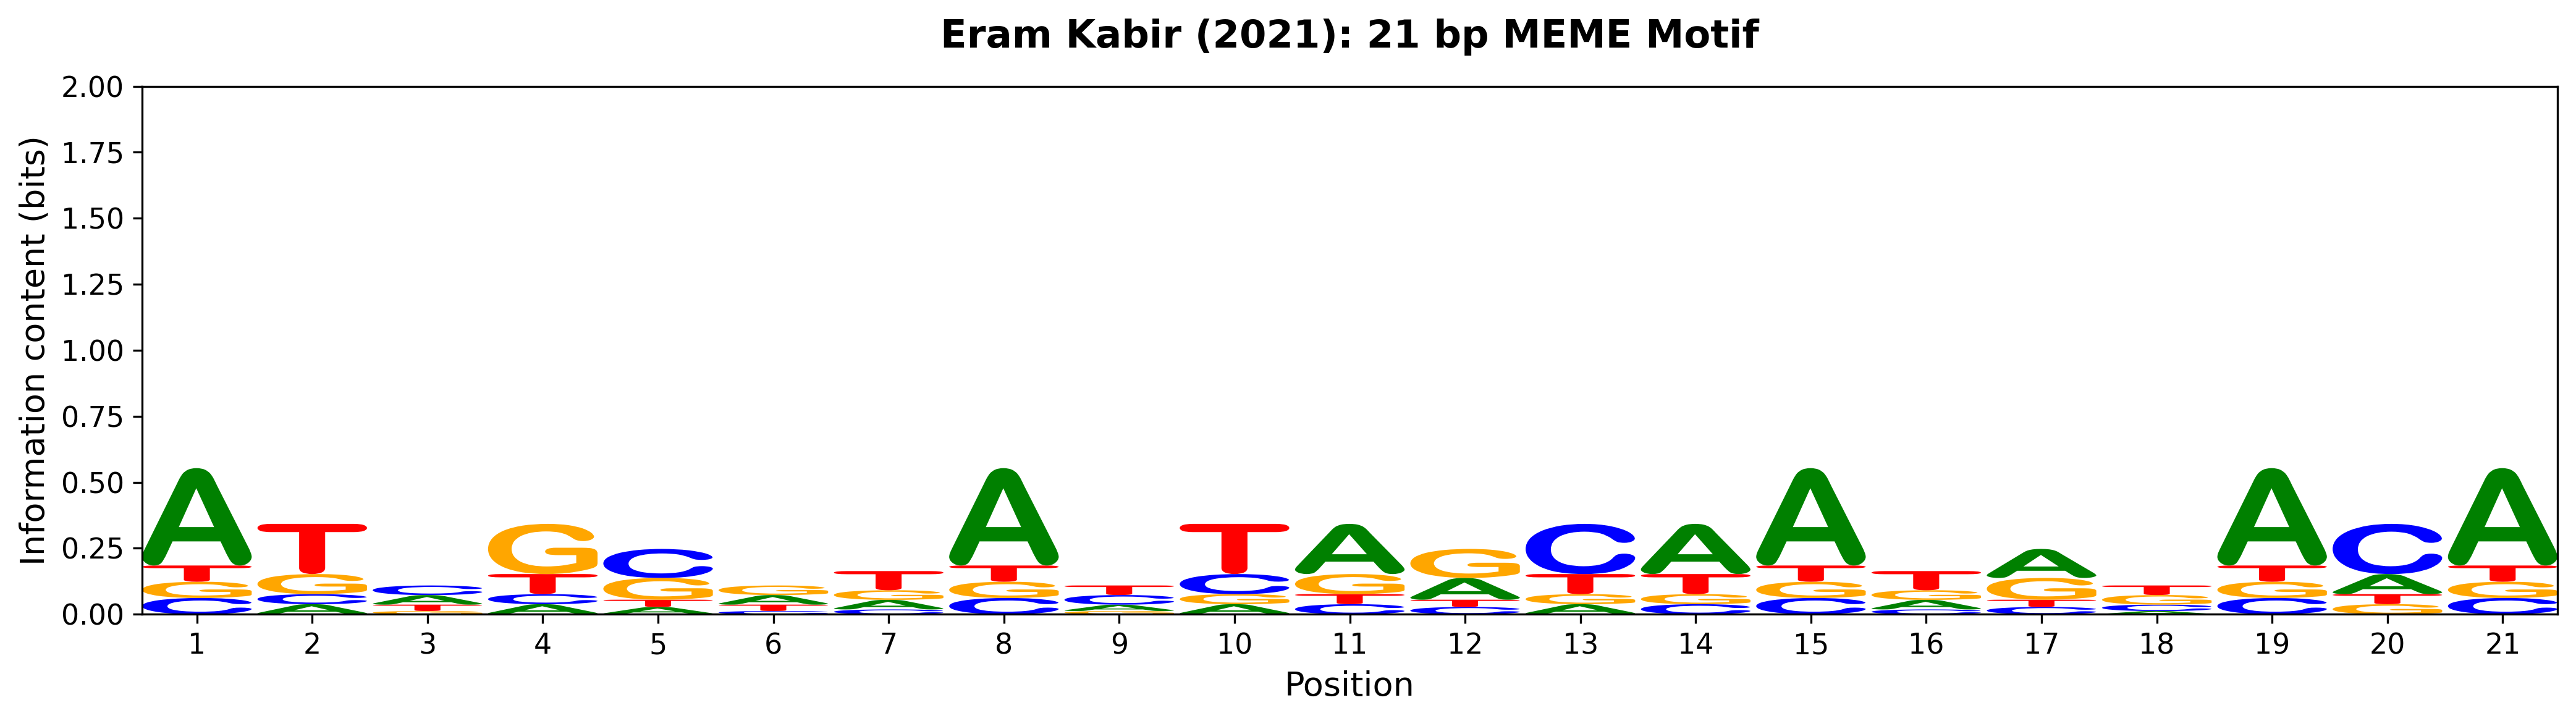 Eram Kabir (2021): 21 bp MEME Motif
2.00
1.75
1.50
1.25
1.00
0.75
0.50
0.25
0.00
Information content (bits)
A T C G C G T A T T A G C A A T A T A C A
T G A T G A G T C C G A T T T G G G T A T
G C T C T T A G A G T T G G G A T C G T G
C A G A A C C C G A C C A C C C C A C G C
1 2 3 4 5 6 7 8 9 10 11 12 13 14 15 16 17 18 19 20 21
Position